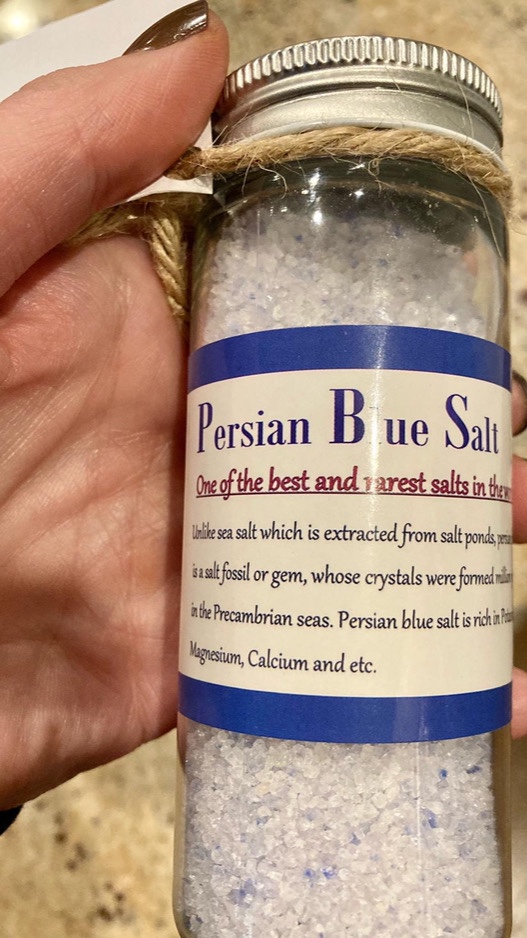 Persian Blue Salt
One of the best and rarest salts in the
Unlike sea salt which is extracted from salt ponds,
is a salt fossil or gem, whose crystals were formed
in the Precambrian seas. Persian blue salt is rich in
Magnesium, Calcium and etc.